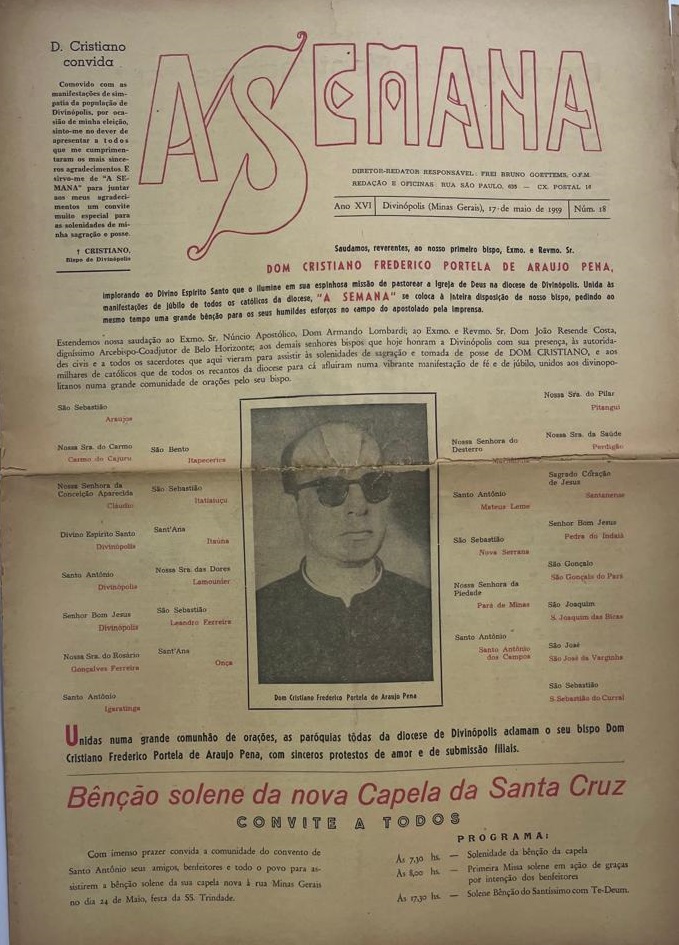 D. Cristiano
convida
Comovido com as
manifestações de sim-
patia da população de
Divinópolis, por oca-
sião de minha eleição,
sinto-me no dever de
apresentar a todos
que me cumprimen-
taram os mais since-
ros agradecimentos. E
sirvo-me de "A SE-
MANA" para juntar
aos meus agradeci-
mentos um convite
muito especial para
as solenidades de mi-
nha sagração e posse.
† CRISTIANO,
Bispo de Divinópolis
A SEMANA
DIRETOR-REDATOR RESPONSÁVEL: FREI BRUNO GOETTEMS, O.F.M.
REDAÇÃO E OFICINAS: RUA SÃO PAULO, 635 — CX. POSTAL 16
Ano XVI Divinópolis (Minas Gerais), 17 de maio de 1959 Núm. 18
Saudamos, reverentes, ao nosso primeiro bispo, Exmo. e Revmo. Sr.
DOM CRISTIANO FREDERICO PORTELA DE ARAUJO PENA,
implorando ao Divino Espírito Santo que o ilumine em sua espinhosa missão de pastorear a Igreja de Deus na diocese de Divinópolis. Unida às
manifestações de júbilo de todos os católicos da diocese, "A SEMANA" se coloca à inteira disposição de nosso bispo, pedindo ao
mesmo tempo uma grande bênção para os seus humildes esforços no campo do apostolado pela imprensa.
Estendemos nossa saudação ao Exmo. Sr. Núncio Apostólico, Dom Armando Lombardi; ao Exmo. e Revmo. Sr. Dom João Resende Costa,
digníssimo Arcebispo-Coadjutor de Belo Horizonte; aos demais senhores bispos que hoje honram a Divinópolis com sua presença, às autorida-
des civis e a todos os sacerdotes que aqui vieram para assistir às solenidades de sagração e tomada de posse de DOM CRISTIANO, e aos
milhares de católicos que de todos os recantos da diocese para cá afluiram numa vibrante manifestação de fé e de júbilo, unidos aos divinopo-
litanos numa grande comunidade de orações pelo seu bispo.
São Sebastião
Araujos
Nossa Sra. do Carmo
Carmo do Cajuru
Nossa Senhora da
Conceição Aparecida
Cláudio
Divino Espírito Santo
Divinópolis
Santo Antônio
Divinópolis
Senhor Bom Jesus
Divinópolis
Nossa Sra. do Rosário
Gonçalves Ferreira
Santo Antônio
Igaratinga
São Bento
Itapecerica
São Sebastião
Itatiaiuçu
Sant'Ana
Itaúna
Nossa Sra. das Dores
Lamounier
São Sebastião
Leandro Ferreira
Sant'Ana
Onça
Dom Cristiano Frederico Portela de Araujo Pena
Nossa Senhora do
Desterro
Santo Antônio
Mateus Leme
São Sebastião
Nova Serrana
Nossa Senhora da
Piedade
Pará de Minas
Santo Antônio
Santo Antônio
dos Campos
Nossa Sra. do Pilar
Pitangui
Nossa Sra. da Saúde
Perdigão
Sagrado Coração
de Jesus
Santanense
Senhor Bom Jesus
Pedra do Indaiá
São Gonçalo
São Gonçalo do Pará
São Joaquim
S. Joaquim das Bicas
São José
São José da Varginha
São Sebastião
S. Sebastião do Curral
Unidas numa grande comunhão de orações, as paróquias tôdas da diocese de Divinópolis aclamam o seu bispo Dom
Cristiano Frederico Portela de Araujo Pena, com sinceros protestos de amor e de submissão filiais.
Bênção solene da nova Capela da Santa Cruz
CONVITE A TODOS
Com imenso prazer convida a comunidade do convento de
Santo Antônio seus amigos, benfeitores e todo o povo para as-
sistirem a bênção solene da sua capela nova à rua Minas Gerais
no dia 24 de Maio, festa da SS. Trindade.
PROGRAMA:
Às 7,30 hs. — Solenidade da bênção da capela
Às 8,00 hs. — Primeira Missa solene em ação de graças
por intenção dos benfeitores
Às 17,30 hs. — Solene Bênção do Santíssimo com Te-Deum.